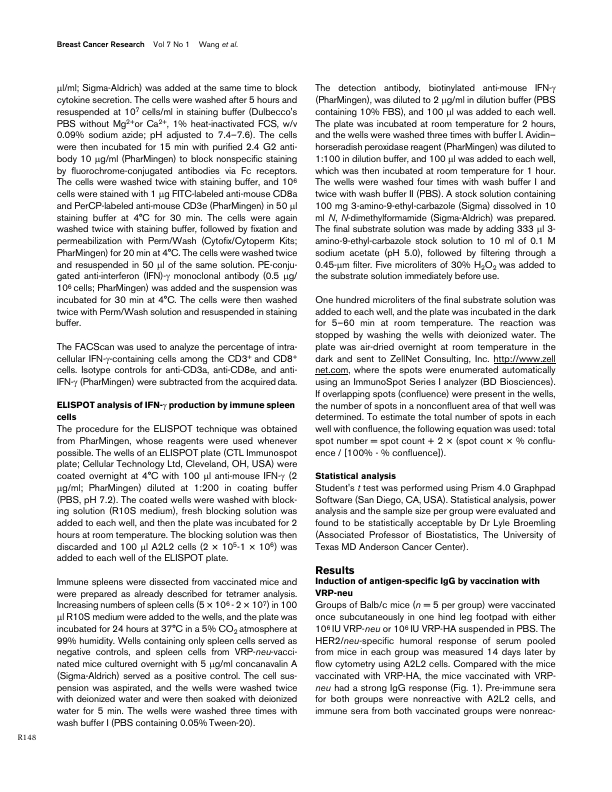 Breast Cancer Research Vol 7 No 1 Wang et al.
µl/ml; Sigma-Aldrich) was added at the same time to block
cytokine secretion. The cells were washed after 5 hours and
resuspended at 10⁷ cells/ml in staining buffer (Dulbecco's
PBS without Mg²⁺or Ca²⁺, 1% heat-inactivated FCS, w/v
0.09% sodium azide; pH adjusted to 7.4–7.6). The cells
were then incubated for 15 min with purified 2.4 G2 anti-
body 10 µg/ml (PharMingen) to block nonspecific staining
by fluorochrome-conjugated antibodies via Fc receptors.
The cells were washed twice with staining buffer, and 10⁶
cells were stained with 1 µg FITC-labeled anti-mouse CD8a
and PerCP-labeled anti-mouse CD3e (PharMingen) in 50 µl
staining buffer at 4°C for 30 min. The cells were again
washed twice with staining buffer, followed by fixation and
permeabilization with Perm/Wash (Cytofix/Cytoperm Kits;
PharMingen) for 20 min at 4°C. The cells were washed twice
and resuspended in 50 µl of the same solution. PE-conju-
gated anti-interferon (IFN)-γ monoclonal antibody (0.5 µg/
10⁶ cells; PharMingen) was added and the suspension was
incubated for 30 min at 4°C. The cells were then washed
twice with Perm/Wash solution and resuspended in staining
buffer.
The FACScan was used to analyze the percentage of intra-
cellular IFN-γ-containing cells among the CD3⁺ and CD8⁺
cells. Isotype controls for anti-CD3a, anti-CD8e, and anti-
IFN-γ (PharMingen) were subtracted from the acquired data.
ELISPOT analysis of IFN-γ production by immune spleen
cells
The procedure for the ELISPOT technique was obtained
from PharMingen, whose reagents were used whenever
possible. The wells of an ELISPOT plate (CTL Immunospot
plate; Cellular Technology Ltd, Cleveland, OH, USA) were
coated overnight at 4°C with 100 µl anti-mouse IFN-γ (2
µg/ml; PharMingen) diluted at 1:200 in coating buffer
(PBS, pH 7.2). The coated wells were washed with block-
ing solution (R10S medium), fresh blocking solution was
added to each well, and then the plate was incubated for 2
hours at room temperature. The blocking solution was then
discarded and 100 µl A2L2 cells (2 × 10⁵-1 × 10⁶) was
added to each well of the ELISPOT plate.
Immune spleens were dissected from vaccinated mice and
were prepared as already described for tetramer analysis.
Increasing numbers of spleen cells (5 × 10⁶ - 2 × 10⁷) in 100
µl R10S medium were added to the wells, and the plate was
incubated for 24 hours at 37°C in a 5% CO₂ atmosphere at
99% humidity. Wells containing only spleen cells served as
negative controls, and spleen cells from VRP-neu-vacci-
nated mice cultured overnight with 5 µg/ml concanavalin A
(Sigma-Aldrich) served as a positive control. The cell sus-
pension was aspirated, and the wells were washed twice
with deionized water and were then soaked with deionized
water for 5 min. The wells were washed three times with
wash buffer I (PBS containing 0.05% Tween-20).
The detection antibody, biotinylated anti-mouse IFN-γ
(PharMingen), was diluted to 2 µg/ml in dilution buffer (PBS
containing 10% FBS), and 100 µl was added to each well.
The plate was incubated at room temperature for 2 hours,
and the wells were washed three times with buffer I. Avidin–
horseradish peroxidase reagent (PharMingen) was diluted to
1:100 in dilution buffer, and 100 µl was added to each well,
which was then incubated at room temperature for 1 hour.
The wells were washed four times with wash buffer I and
twice with wash buffer II (PBS). A stock solution containing
100 mg 3-amino-9-ethyl-carbazole (Sigma) dissolved in 10
ml N, N-dimethylformamide (Sigma-Aldrich) was prepared.
The final substrate solution was made by adding 333 µl 3-
amino-9-ethyl-carbazole stock solution to 10 ml of 0.1 M
sodium acetate (pH 5.0), followed by filtering through a
0.45-µm filter. Five microliters of 30% H₂O₂ was added to
the substrate solution immediately before use.
One hundred microliters of the final substrate solution was
added to each well, and the plate was incubated in the dark
for 5–60 min at room temperature. The reaction was
stopped by washing the wells with deionized water. The
plate was air-dried overnight at room temperature in the
dark and sent to ZellNet Consulting, Inc. http://www.zell
net.com, where the spots were enumerated automatically
using an ImmunoSpot Series I analyzer (BD Biosciences).
If overlapping spots (confluence) were present in the wells,
the number of spots in a nonconfluent area of that well was
determined. To estimate the total number of spots in each
well with confluence, the following equation was used: total
spot number = spot count + 2 × (spot count × % conflu-
ence / [100% - % confluence]).
Statistical analysis
Student's t test was performed using Prism 4.0 Graphpad
Software (San Diego, CA, USA). Statistical analysis, power
analysis and the sample size per group were evaluated and
found to be statistically acceptable by Dr Lyle Broemling
(Associated Professor of Biostatistics, The University of
Texas MD Anderson Cancer Center).
Results
Induction of antigen-specific IgG by vaccination with
VRP-neu
Groups of Balb/c mice (n = 5 per group) were vaccinated
once subcutaneously in one hind leg footpad with either
10⁶ IU VRP-neu or 10⁶ IU VRP-HA suspended in PBS. The
HER2/neu-specific humoral response of serum pooled
from mice in each group was measured 14 days later by
flow cytometry using A2L2 cells. Compared with the mice
vaccinated with VRP-HA, the mice vaccinated with VRP-
neu had a strong IgG response (Fig. 1). Pre-immune sera
for both groups were nonreactive with A2L2 cells, and
immune sera from both vaccinated groups were nonreac-
R148